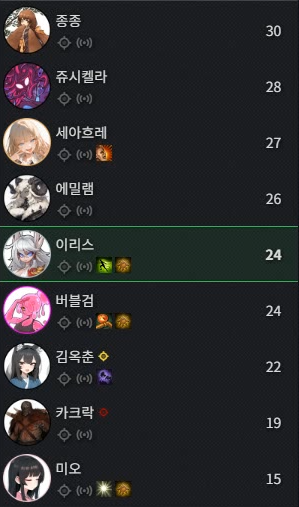 종종 30
쥬시켈라 28
세아흐레 27
에밀램 26
이리스 24
버블검 24
김옥춘 22
카크락 19
미오 15